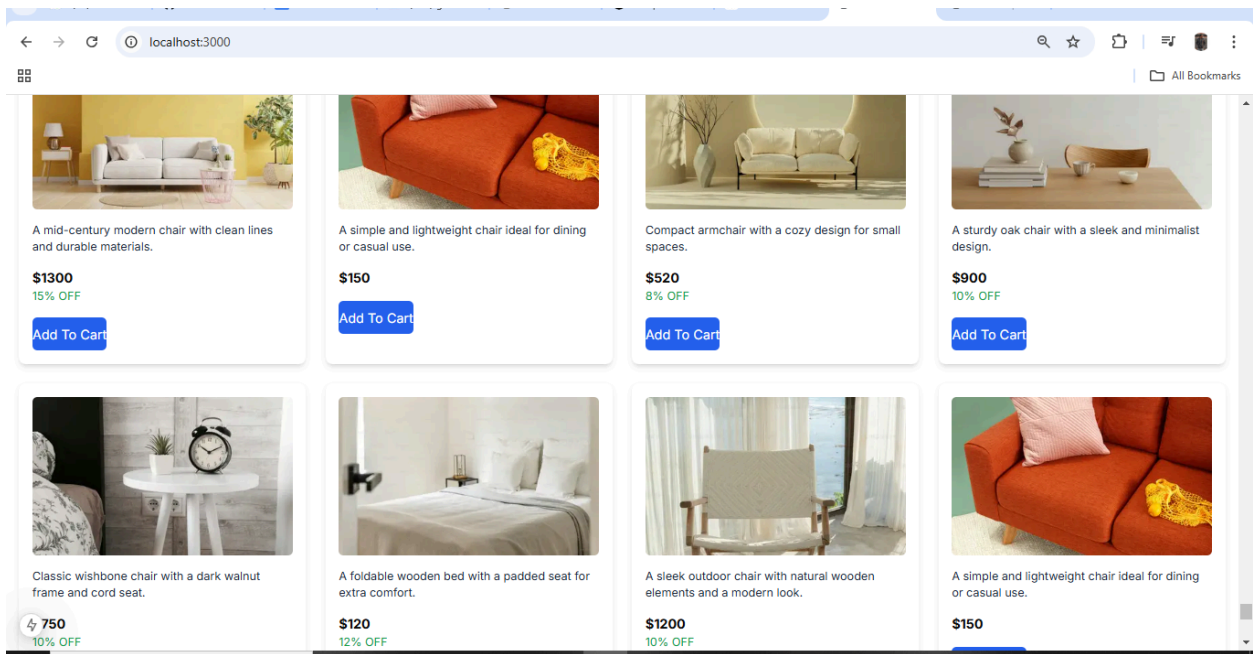 localhost:3000
All Bookmarks
A mid-century modern chair with clean lines
and durable materials.
$1300
15% OFF
Add To Cart
A simple and lightweight chair ideal for dining
or casual use.
$150
Add To Cart
Compact armchair with a cozy design for small
spaces.
$520
8% OFF
Add To Cart
A sturdy oak chair with a sleek and minimalist
design.
$900
10% OFF
Add To Cart
Classic wishbone chair with a dark walnut
frame and cord seat.
750
10% OFF
A foldable wooden bed with a padded seat for
extra comfort.
$120
12% OFF
A sleek outdoor chair with natural wooden
elements and a modern look.
$1200
10% OFF
A simple and lightweight chair ideal for dining
or casual use.
$150